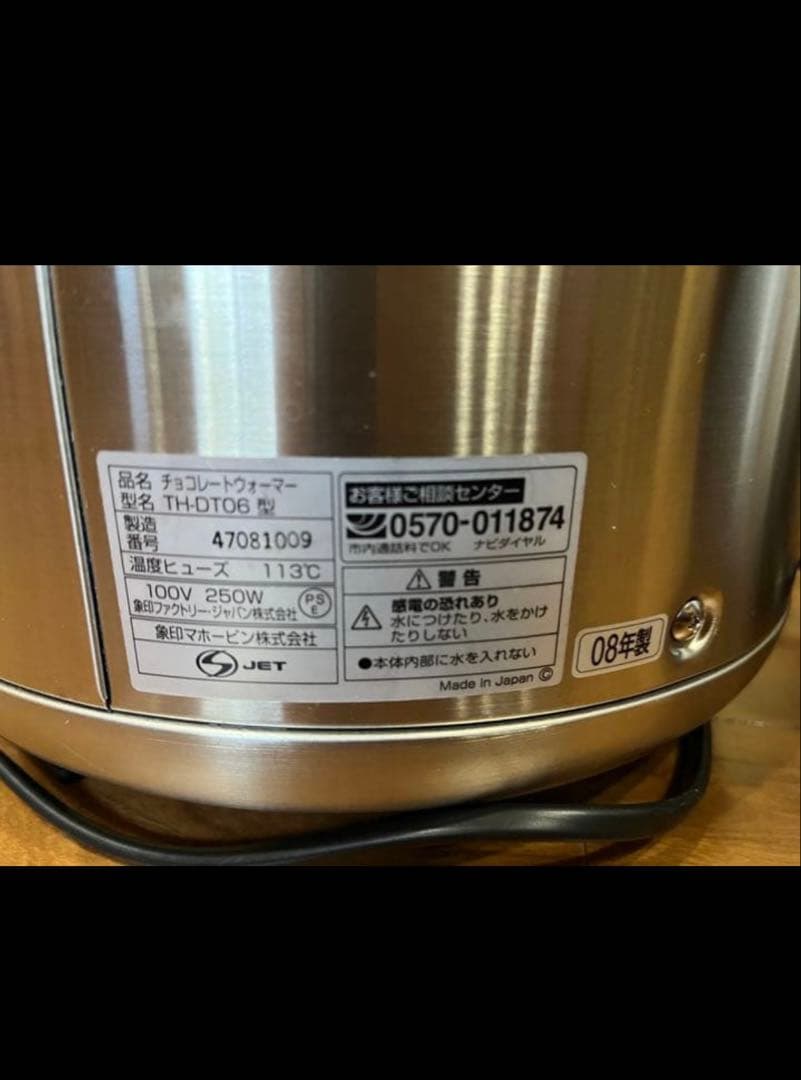 品名 チョコレートウォーマー
型名 TH-DT06 型
製造番号 47081009
温度ヒューズ 113℃
100V 250W
象印ファクトリー・ジャパン株式会社
PSE
象印マホービン株式会社
JET
お客様ご相談センター
0570-011874
市内通話料でOK ナビダイヤル
警告
感電の恐れあり
水につけたり、水をかけ
たりしない
●本体内部に水を入れない
Made in Japan Ⓒ
08年製